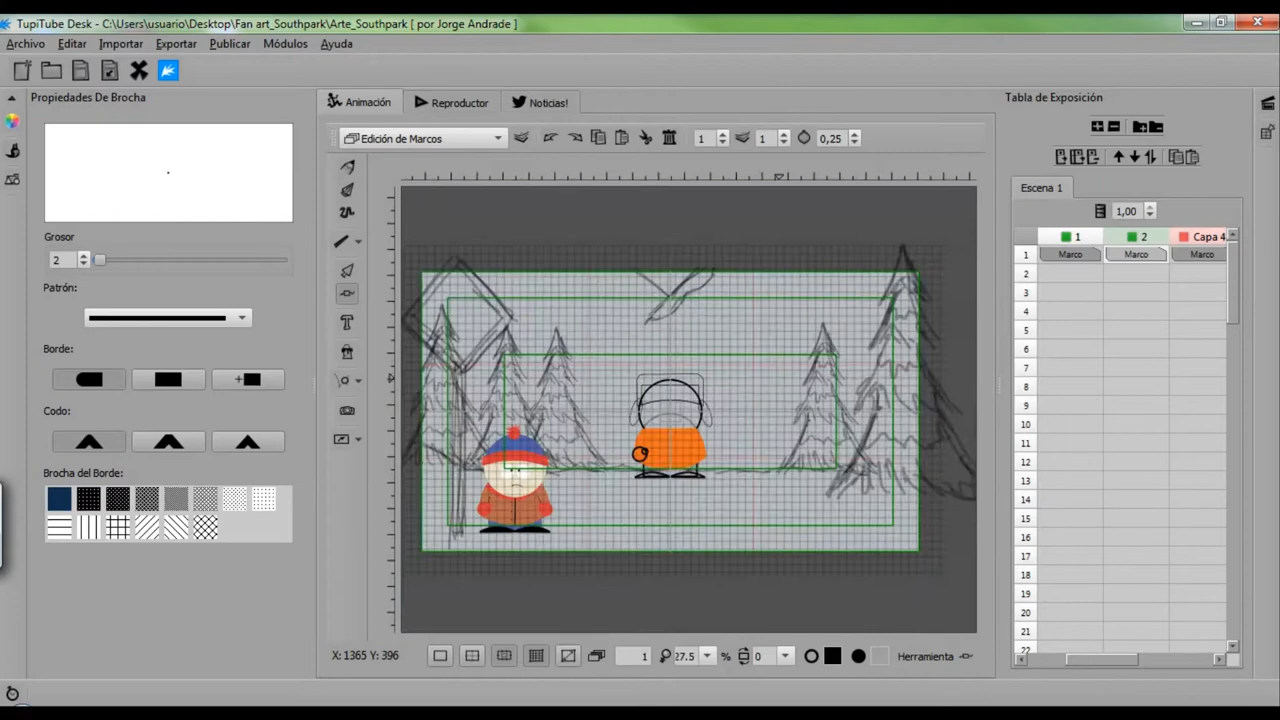 TupiTube Desk - C:\Users\usuario\Desktop\Fan art_Southpark\Arte_Southpark [ por Jorge Andrade ]
Archivo Editar Importar Exportar Publicar Módulos Ayuda
Propiedades De Brocha
Animación Reproductor Noticias!
Tabla de Exposición
Edición de Marcos 1 1 0,25
Escena 1
1,00
Grosor
2
1 2 Capa 4
1 Marco Marco Marco
2
3
4
5
6
7
8
9
10
11
12
13
14
15
16
17
18
19
20
21
22
Patrón:
Borde:
Codo:
Brocha del Borde:
X: 1365 Y: 396 1 27.5 % 0 Herramienta